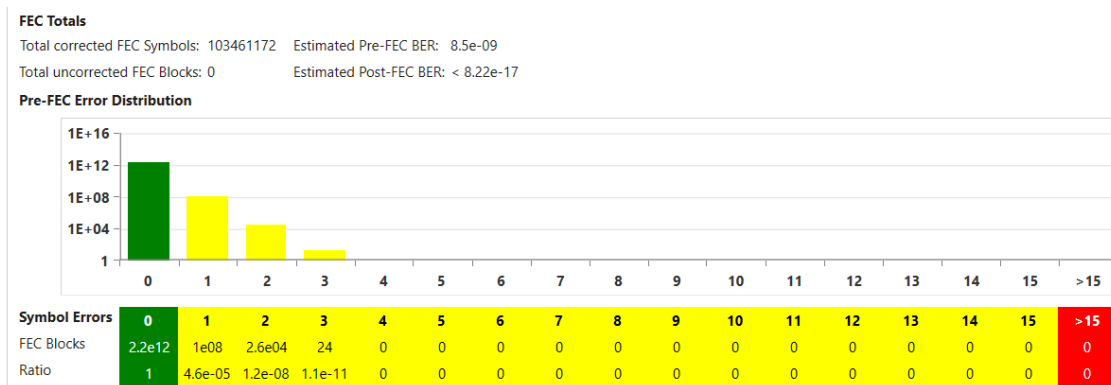 FEC Totals
Total corrected FEC Symbols: 103461172 Estimated Pre-FEC BER: 8.5e-09
Total uncorrected FEC Blocks: 0 Estimated Post-FEC BER: < 8.22e-17
Pre-FEC Error Distribution
1E+16
1E+12
1E+08
1E+04
1
0 1 2 3 4 5 6 7 8 9 10 11 12 13 14 15 >15
Symbol Errors 0 1 2 3 4 5 6 7 8 9 10 11 12 13 14 15 >15
FEC Blocks 2.2e12 1e08 2.6e04 24 0 0 0 0 0 0 0 0 0 0 0 0 0
Ratio 1 4.6e-05 1.2e-08 1.1e-11 0 0 0 0 0 0 0 0 0 0 0 0 0